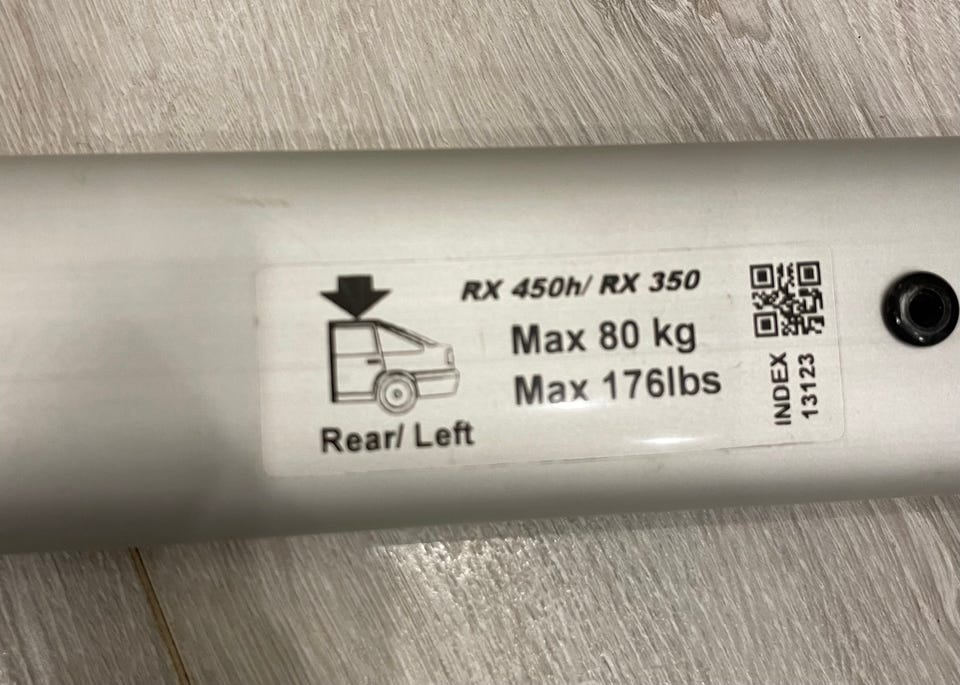 RX 450h/ RX 350
Max 80 kg
Max 176lbs
Rear/ Left
INDEX
13123